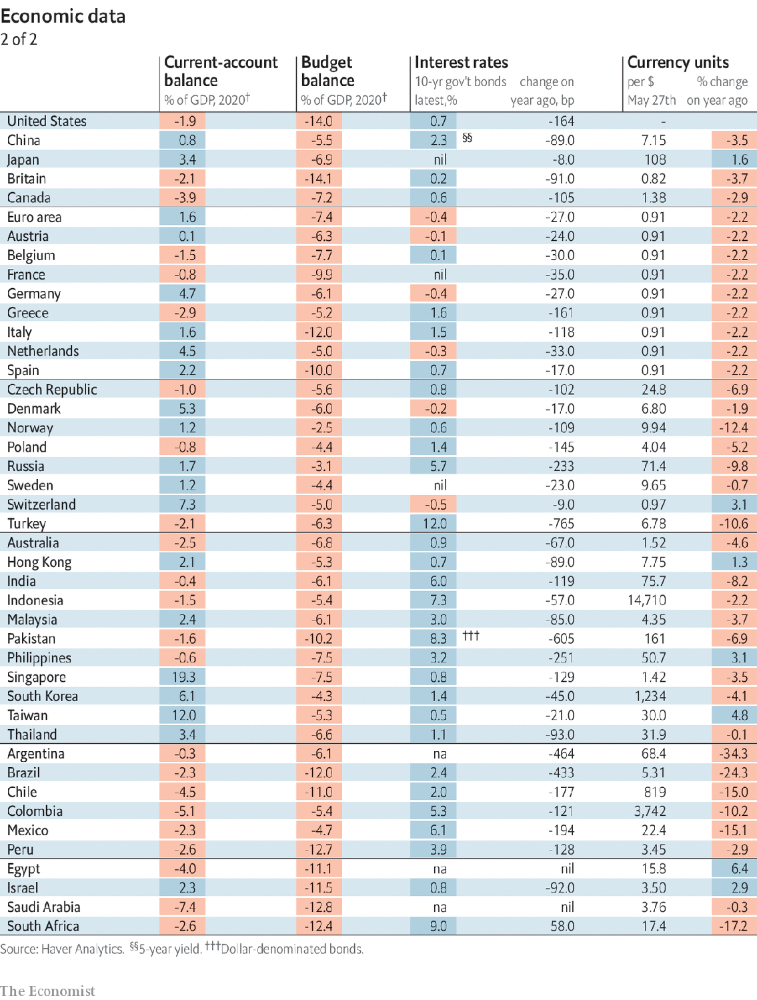 Economic data
2 of 2
Current-account balance Budget balance Interest rates Currency units
% of GDP, 2020† % of GDP, 2020† 10-yr gov't bonds latest,% change on year ago, bp per $ May 27th % change on year ago
United States -1.9 -14.0 0.7 -164 -
China 0.8 -5.5 2.3 §§ -89.0 7.15 -3.5
Japan 3.4 -6.9 nil -8.0 108 1.6
Britain -2.1 -14.1 0.2 -91.0 0.82 -3.7
Canada -3.9 -7.2 0.6 -105 1.38 -2.9
Euro area 1.6 -7.4 -0.4 -27.0 0.91 -2.2
Austria 0.1 -6.3 -0.1 -24.0 0.91 -2.2
Belgium -1.5 -7.7 0.1 -30.0 0.91 -2.2
France -0.8 -9.9 nil -35.0 0.91 -2.2
Germany 4.7 -6.1 -0.4 -27.0 0.91 -2.2
Greece -2.9 -5.2 1.6 -161 0.91 -2.2
Italy 1.6 -12.0 1.5 -118 0.91 -2.2
Netherlands 4.5 -5.0 -0.3 -33.0 0.91 -2.2
Spain 2.2 -10.0 0.7 -17.0 0.91 -2.2
Czech Republic -1.0 -5.6 0.8 -102 24.8 -6.9
Denmark 5.3 -6.0 -0.2 -17.0 6.80 -1.9
Norway 1.2 -2.5 0.6 -109 9.94 -12.4
Poland -0.8 -4.4 1.4 -145 4.04 -5.2
Russia 1.7 -3.1 5.7 -233 71.4 -9.8
Sweden 1.2 -4.4 nil -23.0 9.65 -0.7
Switzerland 7.3 -5.0 -0.5 -9.0 0.97 3.1
Turkey -2.1 -6.3 12.0 -765 6.78 -10.6
Australia -2.5 -6.8 0.9 -67.0 1.52 -4.6
Hong Kong 2.1 -5.3 0.7 -89.0 7.75 1.3
India -0.4 -6.1 6.0 -119 75.7 -8.2
Indonesia -1.5 -5.4 7.3 -57.0 14,710 -2.2
Malaysia 2.4 -6.1 3.0 -85.0 4.35 -3.7
Pakistan -1.6 -10.2 8.3 ††† -605 161 -6.9
Philippines -0.6 -7.5 3.2 -251 50.7 3.1
Singapore 19.3 -7.5 0.8 -129 1.42 -3.5
South Korea 6.1 -4.3 1.4 -45.0 1,234 -4.1
Taiwan 12.0 -5.3 0.5 -21.0 30.0 4.8
Thailand 3.4 -6.6 1.1 -93.0 31.9 -0.1
Argentina -0.3 -6.1 na -464 68.4 -34.3
Brazil -2.3 -12.0 2.4 -433 5.31 -24.3
Chile -4.5 -11.0 2.0 -177 819 -15.0
Colombia -5.1 -5.4 5.3 -121 3,742 -10.2
Mexico -2.3 -4.7 6.1 -194 22.4 -15.1
Peru -2.6 -12.7 3.9 -128 3.45 -2.9
Egypt -4.0 -11.1 na nil 15.8 6.4
Israel 2.3 -11.5 0.8 -92.0 3.50 2.9
Saudi Arabia -7.4 -12.8 na nil 3.76 -0.3
South Africa -2.6 -12.4 9.0 58.0 17.4 -17.2
Source: Haver Analytics. §§5-year yield. †††Dollar-denominated bonds.
The Economist